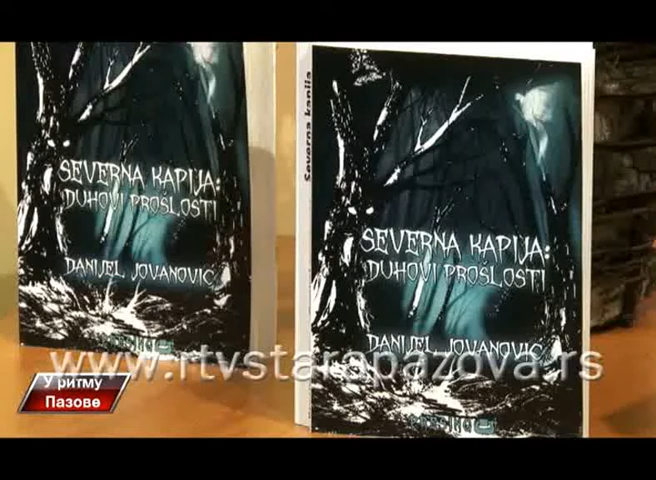 SEVERNA KAPIJA:
DUHOVI PROŠLOSTI
DANIJEL JOVANOVIĆ
Severna kapija
SEVERNA KAPIJA:
DUHOVI PROŠLOSTI
DANIJEL JOVANOVIĆ
www.rtvstarapazova.rs
У ритму
Пазове